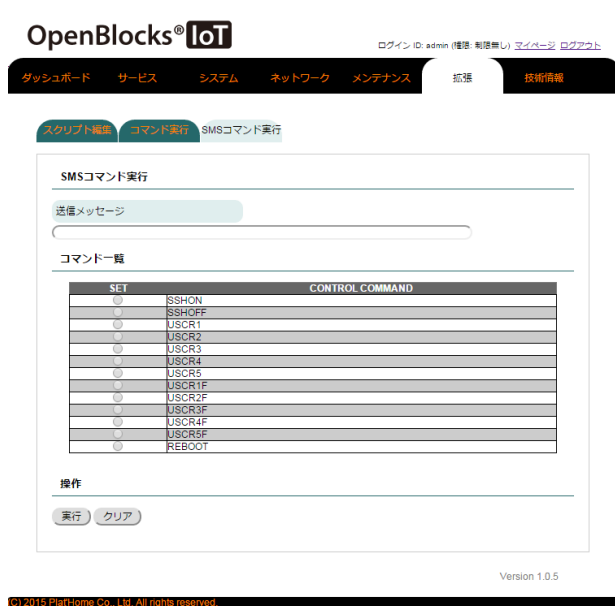 OpenBlocks® IoT
ログイン ID: admin (権限: 制限無し) マイページ ログアウト
ダッシュボード サービス システム ネットワーク メンテナンス 拡張 技術情報
スクリプト編集 コマンド実行 SMSコマンド実行
SMSコマンド実行
送信メッセージ
コマンド一覧
SET CONTROL COMMAND
SSHON
SSHOFF
USCR1
USCR2
USCR3
USCR4
USCR5
USCR1F
USCR2F
USCR3F
USCR4F
USCR5F
REBOOT
操作
実行 クリア
Version 1.0.5
(C) 2015 Plat'Home Co., Ltd. All rights reserved.